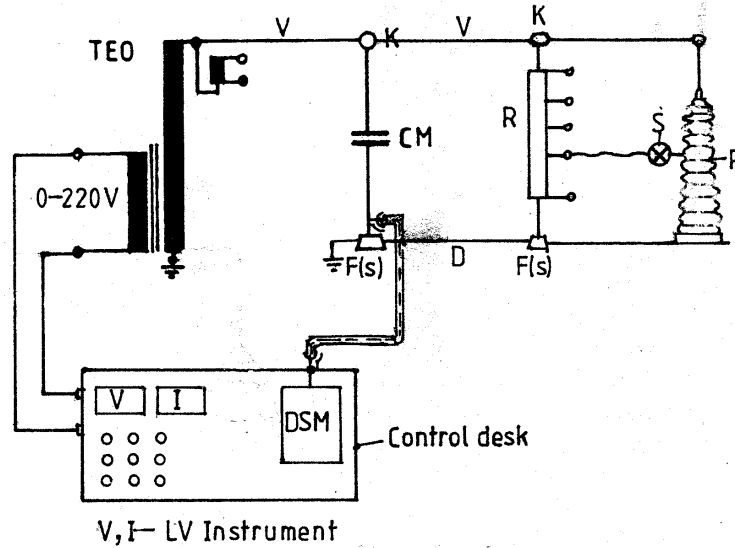 K
V
K
V
TEO
R
S
CM
P
0-220V
F(s)
D
F(s)
V
I
DSM
Control desk
V, I- LV Instrument